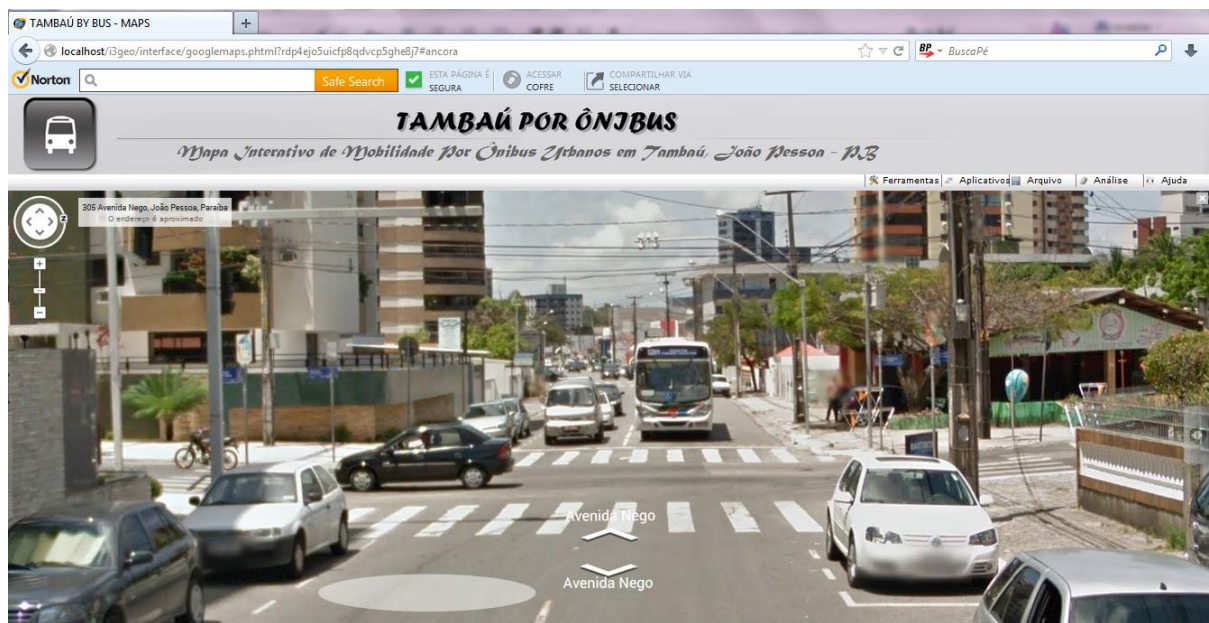 TAMBAÚ BY BUS - MAPS
localhost/i3geo/interface/googlemaps.phtml?rdp4ejo5uicfp8qdvcp5ghe8j7#ancora
BP BuscaPé
Norton
Safe Search
ESTA PÁGINA É
SEGURA
ACESSAR
COFRE
COMPARTILHAR VIA
SELECIONAR
TAMBAÚ POR ÔNIBUS
Mapa Interativo de Mobilidade Por Ônibus Urbanos em Tambaú, João Pessoa - PB
Ferramentas Aplicativos Arquivo Análise Ajuda
305 Avenida Nego, João Pessoa, Paraíba
O endereço é aproximado
Avenida Nego
Avenida Nego